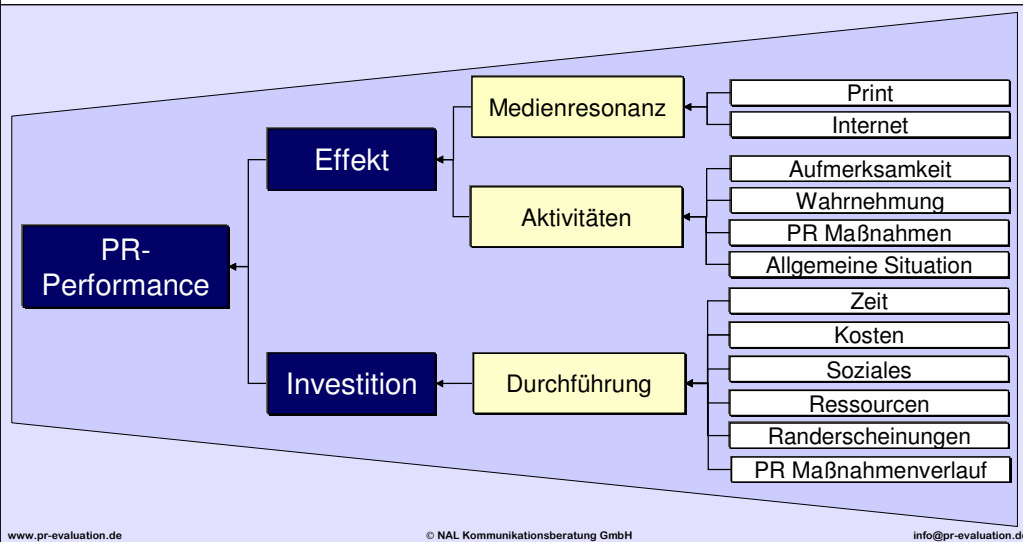 Medienresonanz
Print
Internet
Effekt
Aufmerksamkeit
Wahrnehmung
Aktivitäten
PR Maßnahmen
Allgemeine Situation
PR-
Performance
Zeit
Kosten
Investition
Durchführung
Soziales
Ressourcen
Randerscheinungen
PR Maßnahmenverlauf
www.pr-evaluation.de
© NAL Kommunikationsberatung GmbH
info@pr-evaluation.d